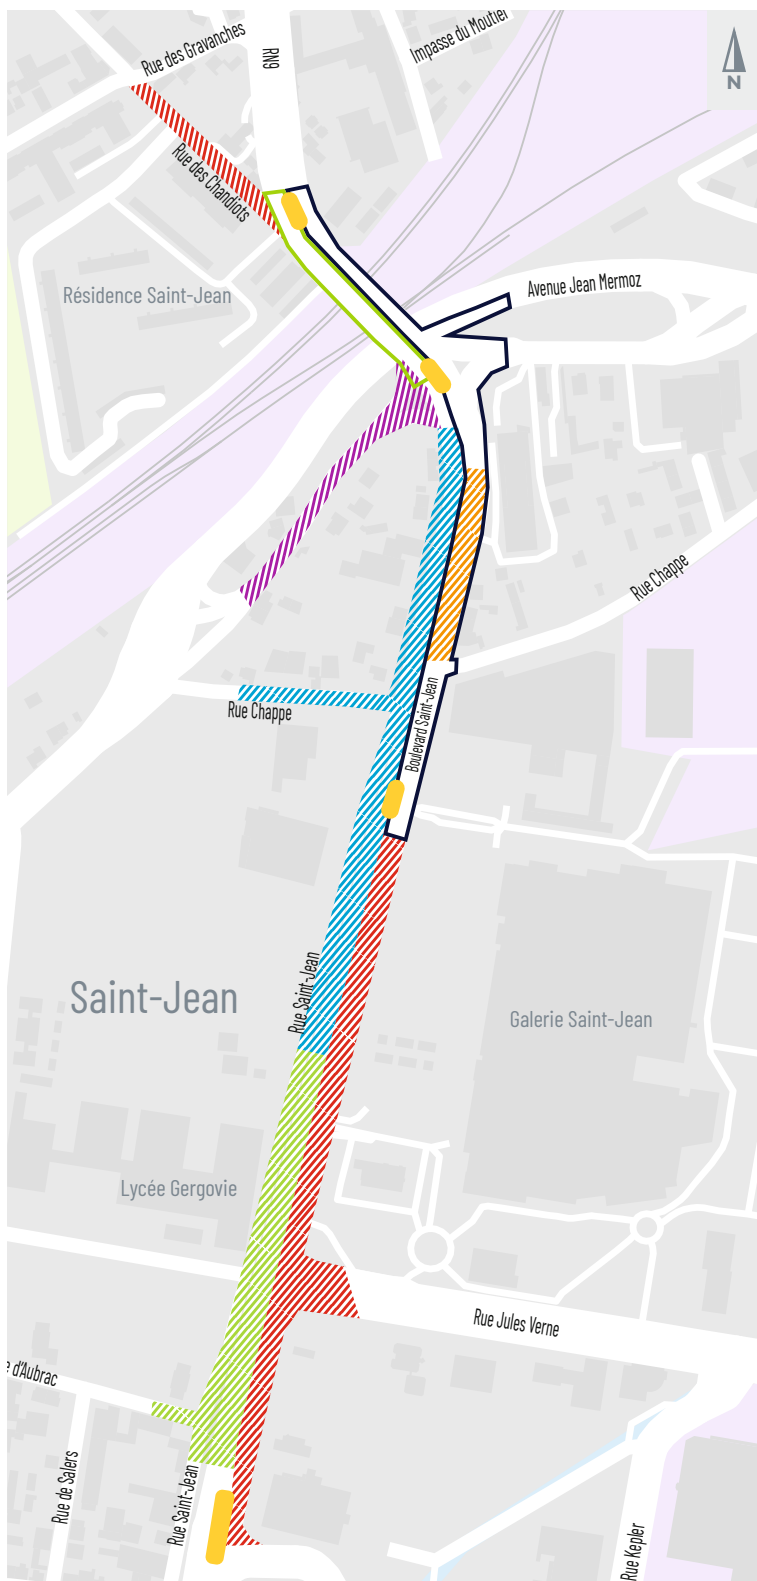 Rue des Gravanches
RN9
Impasse du Moutier
N
Rue des Chandiots
Résidence Saint-Jean
Avenue Jean Mermoz
Rue Chappe
Rue Chappe
Boulevard Saint-Jean
Rue Saint-Jean
Saint-Jean
Galerie Saint-Jean
Lycée Gergovie
Rue Jules Verne
e d'Aubrac
Rue de Salers
Rue Saint-Jean
Rue Kepler